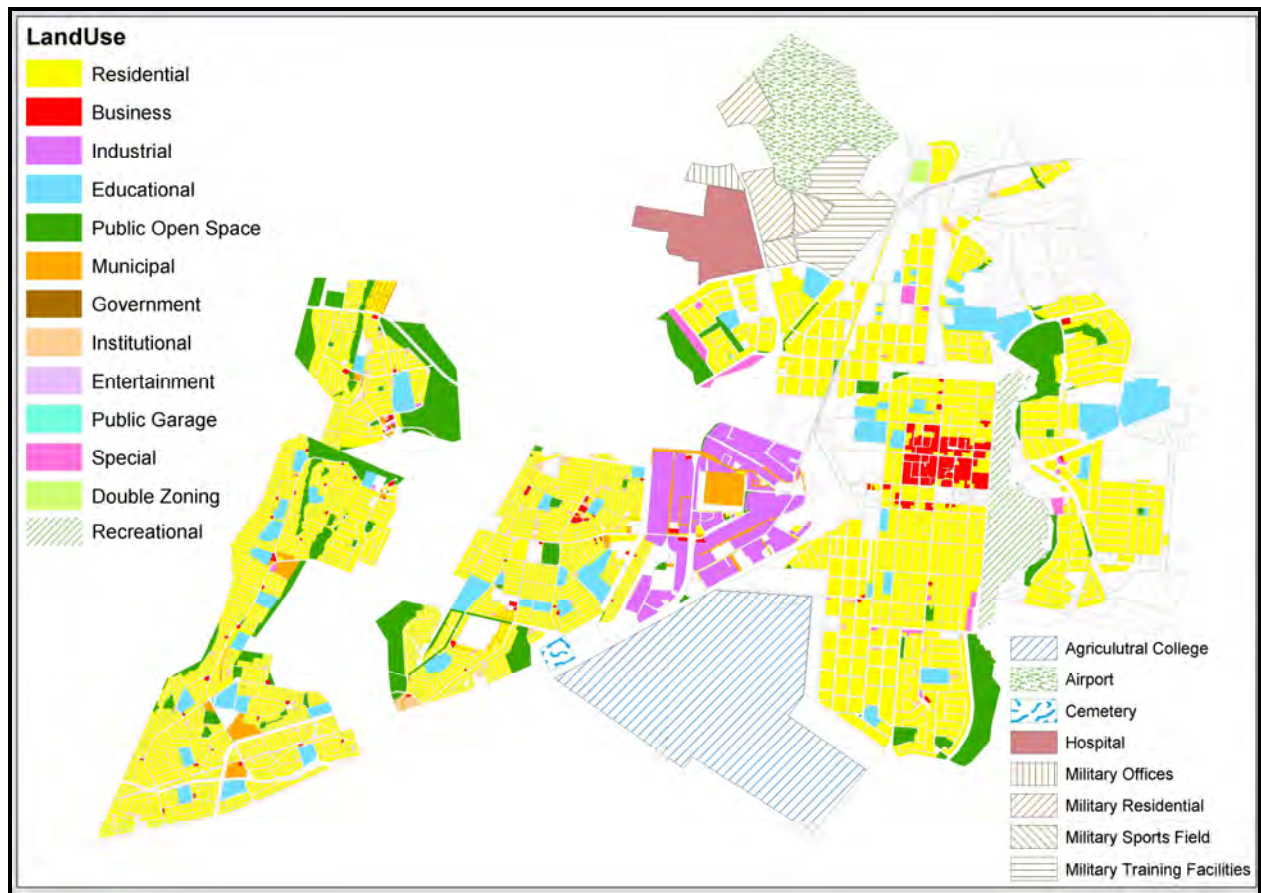 LandUse
Residential
Business
Industrial
Educational
Public Open Space
Municipal
Government
Institutional
Entertainment
Public Garage
Special
Double Zoning
Recreational
Agriculutral College
Airport
Cemetery
Hospital
Military Offices
Military Residential
Military Sports Field
Military Training Facilities